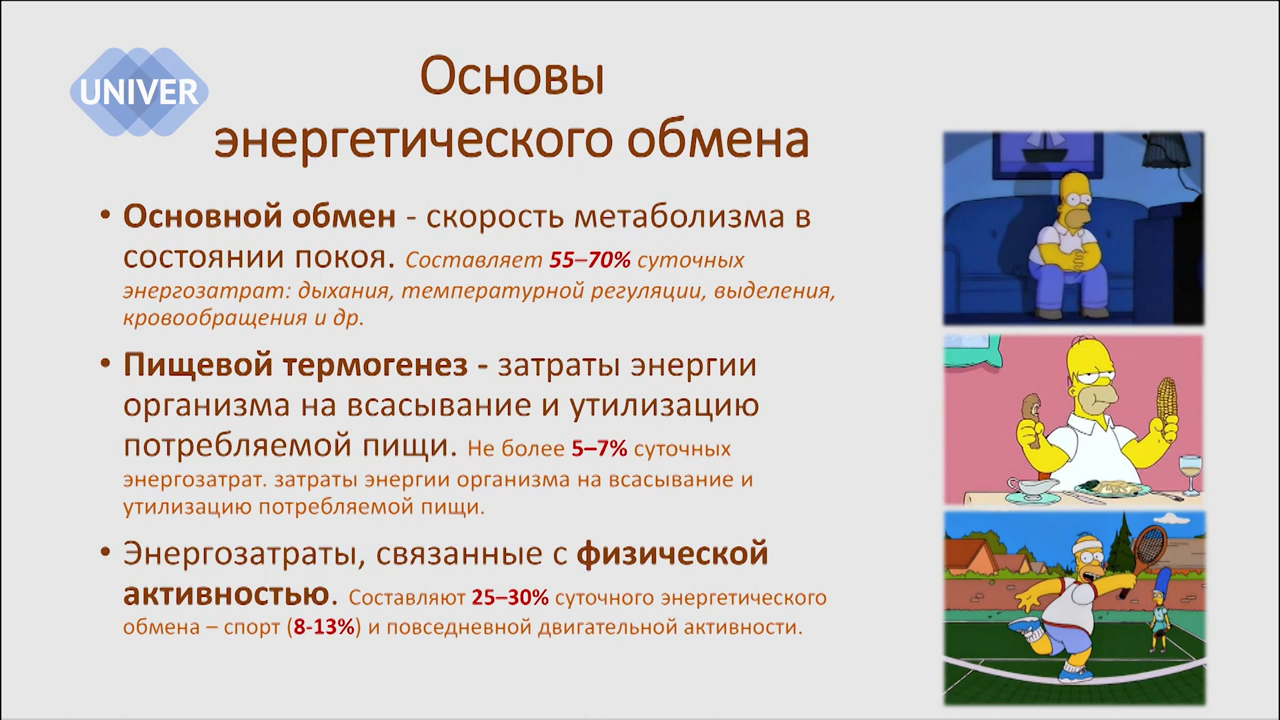 UNIVER
Основы
энергетического обмена
• Основной обмен - скорость метаболизма в
состоянии покоя. Составляет 55–70% суточных
энергозатрат: дыхания, температурной регуляции, выделения,
кровообращения и др.
• Пищевой термогенез - затраты энергии
организма на всасывание и утилизацию
потребляемой пищи. Не более 5–7% суточных
энергозатрат. затраты энергии организма на всасывание и
утилизацию потребляемой пищи.
• Энергозатраты, связанные с физической
активностью. Составляют 25–30% суточного энергетического
обмена – спорт (8-13%) и повседневной двигательной активности.